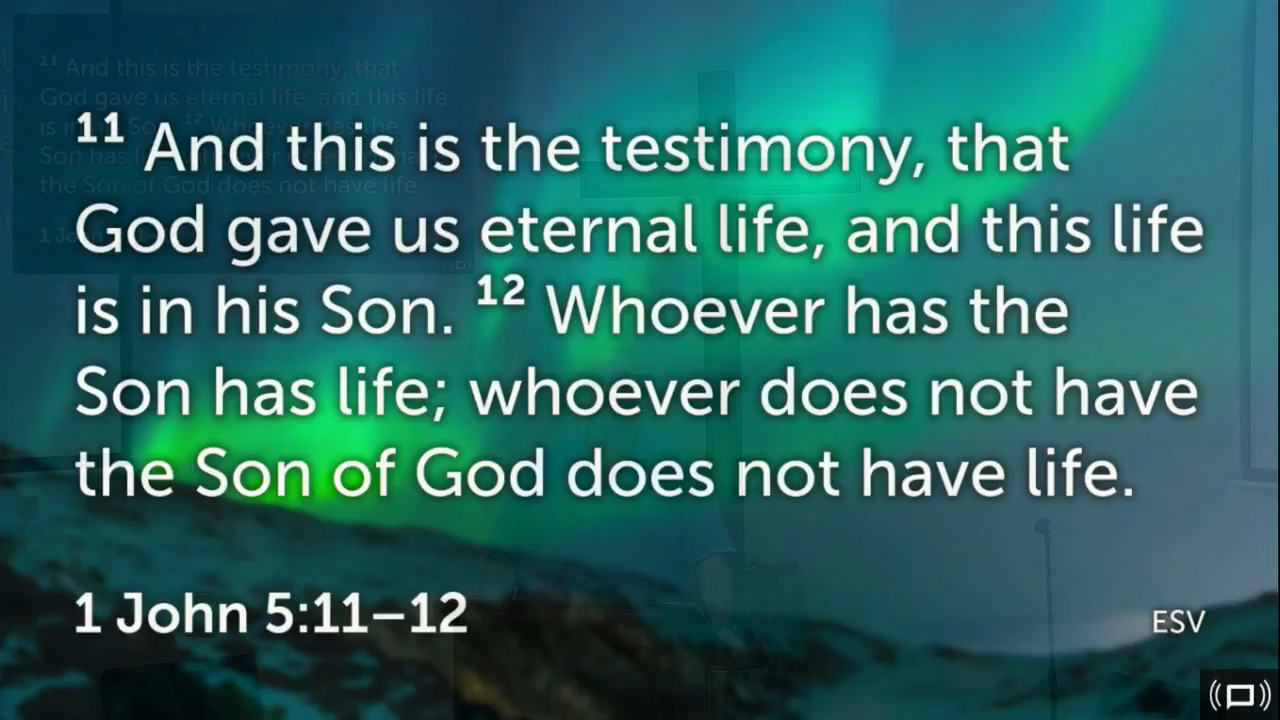 11 And this is the testimony, that
God gave us eternal life, and this life
is in his Son. 12 Whoever has the
Son has life; whoever does not have
the Son of God does not have life.
1 John 5:11–12
ESV